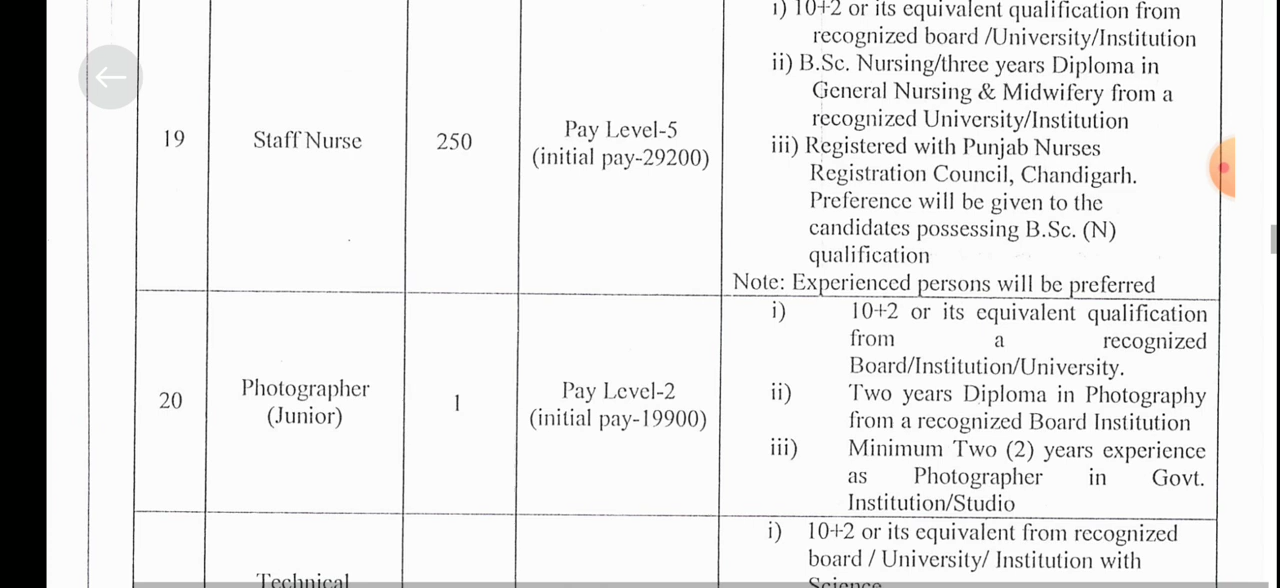 i) 10+2 or its equivalent qualification from
recognized board /University/Institution
ii) B.Sc. Nursing/three years Diploma in
General Nursing & Midwifery from a
recognized University/Institution
19
Staff Nurse
250
Pay Level-5
(initial pay-29200)
iii) Registered with Punjab Nurses
Registration Council, Chandigarh.
Preference will be given to the
candidates possessing B.Sc. (N)
qualification
Note: Experienced persons will be preferred
20
Photographer
(Junior)
1
Pay Level-2
(initial pay-19900)
i) 10+2 or its equivalent qualification
from a recognized
Board/Institution/University.
ii) Two years Diploma in Photography
from a recognized Board Institution
iii) Minimum Two (2) years experience
as Photographer in Govt.
Institution/Studio
Technical
i) 10+2 or its equivalent from recognized
board / University/ Institution with
Science